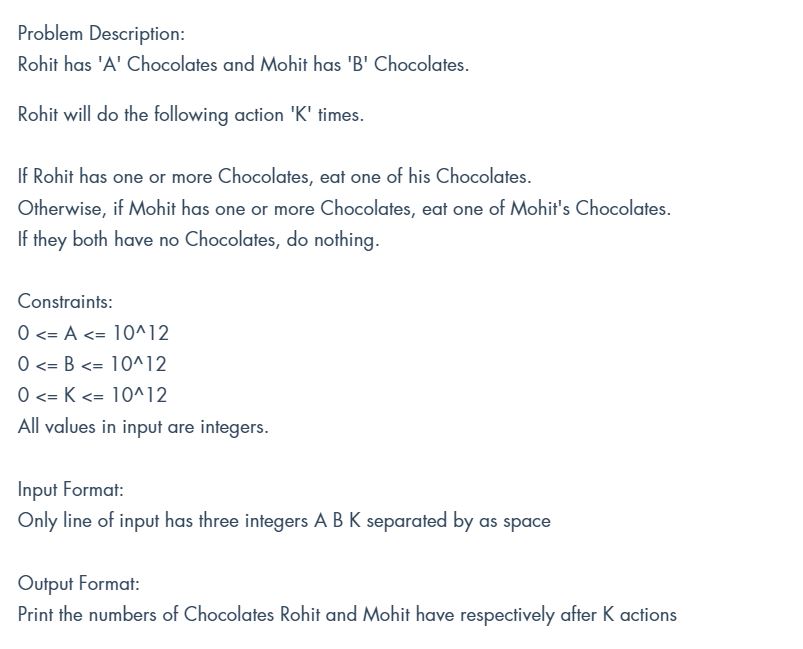 Problem Description:
Rohit has 'A' Chocolates and Mohit has 'B' Chocolates.
Rohit will do the following action 'K' times.
If Rohit has one or more Chocolates, eat one of his Chocolates.
Otherwise, if Mohit has one or more Chocolates, eat one of Mohit's Chocolates.
If they both have no Chocolates, do nothing.
Constraints:
0 <= A <= 10^12
0 <= B <= 10^12
0 <= K <= 10^12
All values in input are integers.
Input Format:
Only line of input has three integers A B K separated by as space
Output Format:
Print the numbers of Chocolates Rohit and Mohit have respectively after K actions